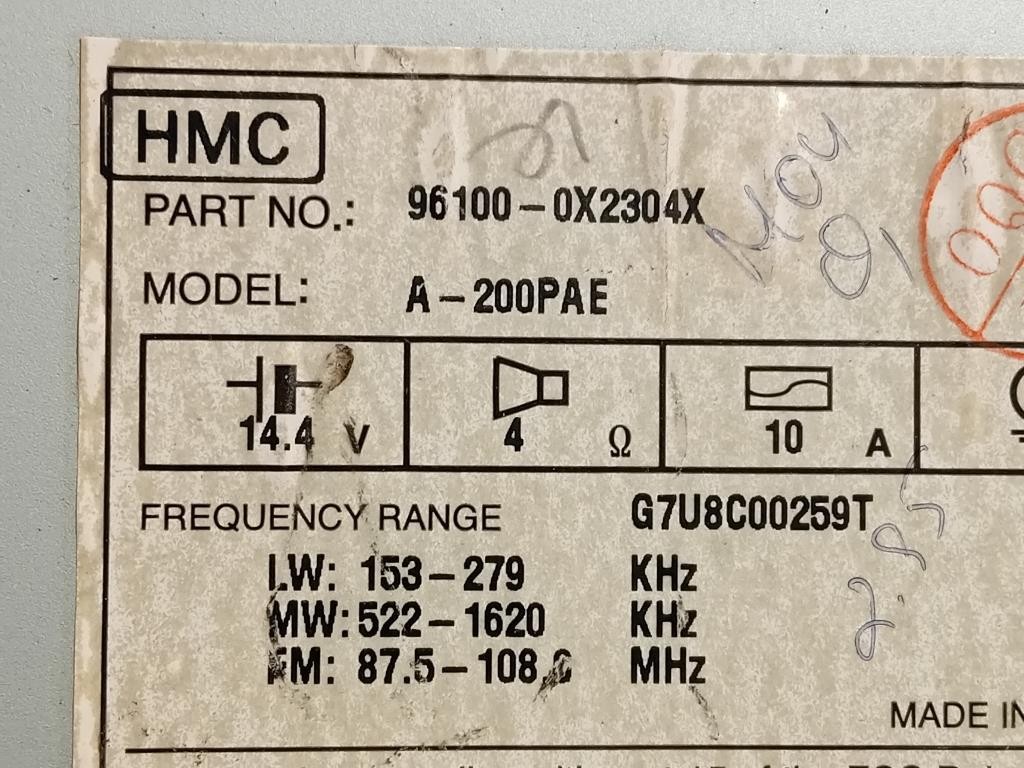 HMC
PART NO.: 96100-0X2304X
MODEL: A-200PAE
14.4 V 4 Ω 10 A
FREQUENCY RANGE G7U8C00259T
LW: 153-279 KHz
MW: 522-1620 KHz
FM: 87.5-108.0 MHz
MADE IN